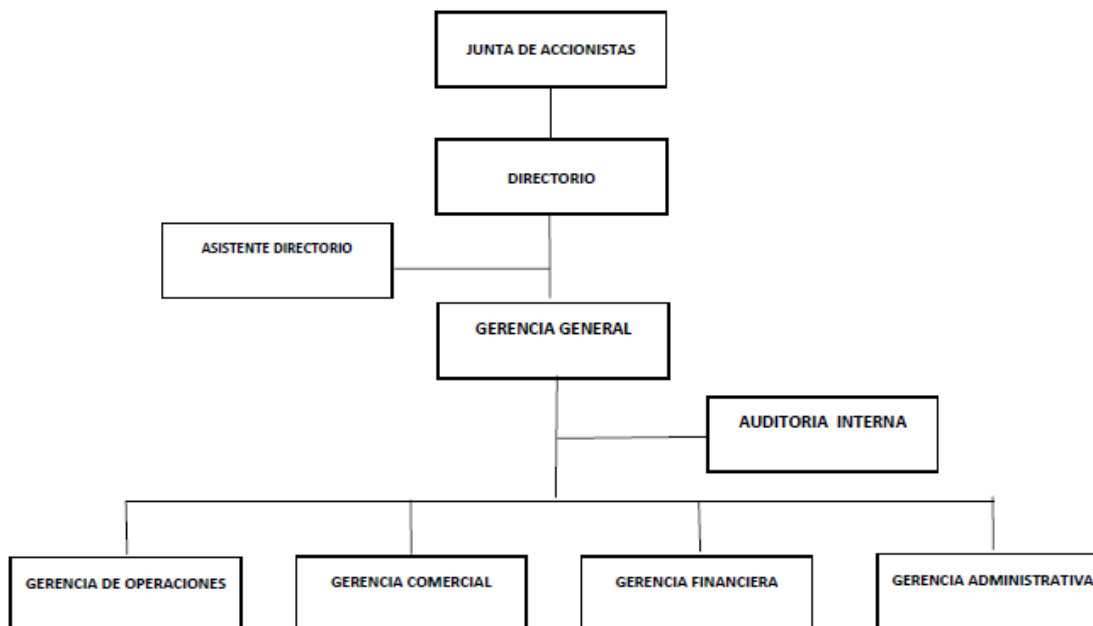 JUNTA DE ACCIONISTAS
DIRECTORIO
ASISTENTE DIRECTORIO
GERENCIA GENERAL
AUDITORIA INTERNA
GERENCIA DE OPERACIONES
GERENCIA COMERCIAL
GERENCIA FINANCIERA
GERENCIA ADMINISTRATIVA